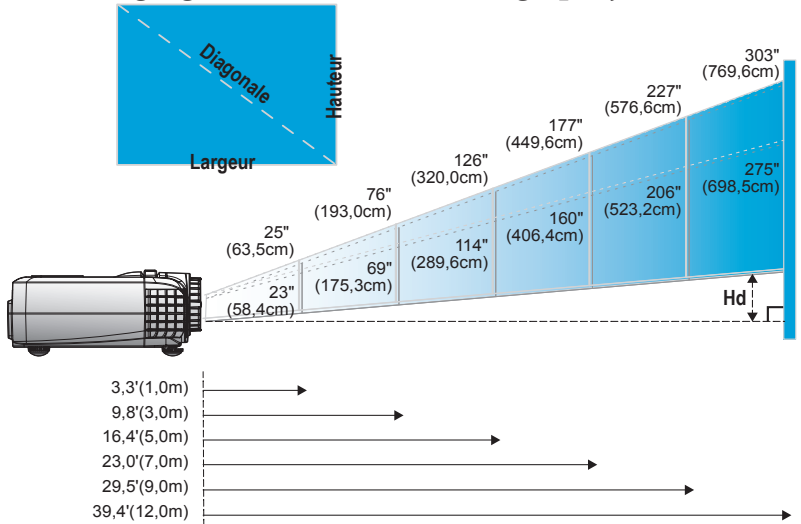 Diagonale
Hauteur
Largeur
303"
(769,6cm)
227"
(576,6cm)
177"
(449,6cm)
126"
(320,0cm)
76"
(193,0cm)
25"
(63,5cm)
275"
(698,5cm)
206"
(523,2cm)
160"
(406,4cm)
114"
(289,6cm)
69"
(175,3cm)
23"
(58,4cm)
Hd
3,3'(1,0m)
9,8'(3,0m)
16,4'(5,0m)
23,0'(7,0m)
29,5'(9,0m)
39,4'(12,0m)